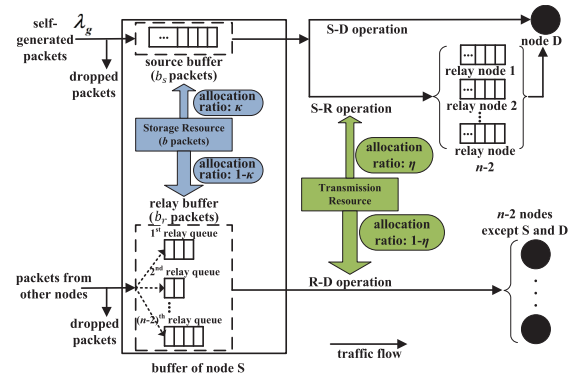 self-
generated
packets
λg
dropped
packets
...
source buffer
(bs packets)
allocation
ratio: κ
Storage Resource
(b packets)
allocation
ratio: 1-κ
relay buffer
(br packets)
1st relay queue
2nd relay queue
(n-2)th relay queue
packets from
other nodes
dropped
packets
buffer of node S
S-D operation
node D
S-R operation
...
relay node 1
...
relay node 2
...
relay node
n-2
allocation
ratio: η
Transmission
Resource
allocation
ratio: 1-η
R-D operation
n-2 nodes
except S and D
traffic flow